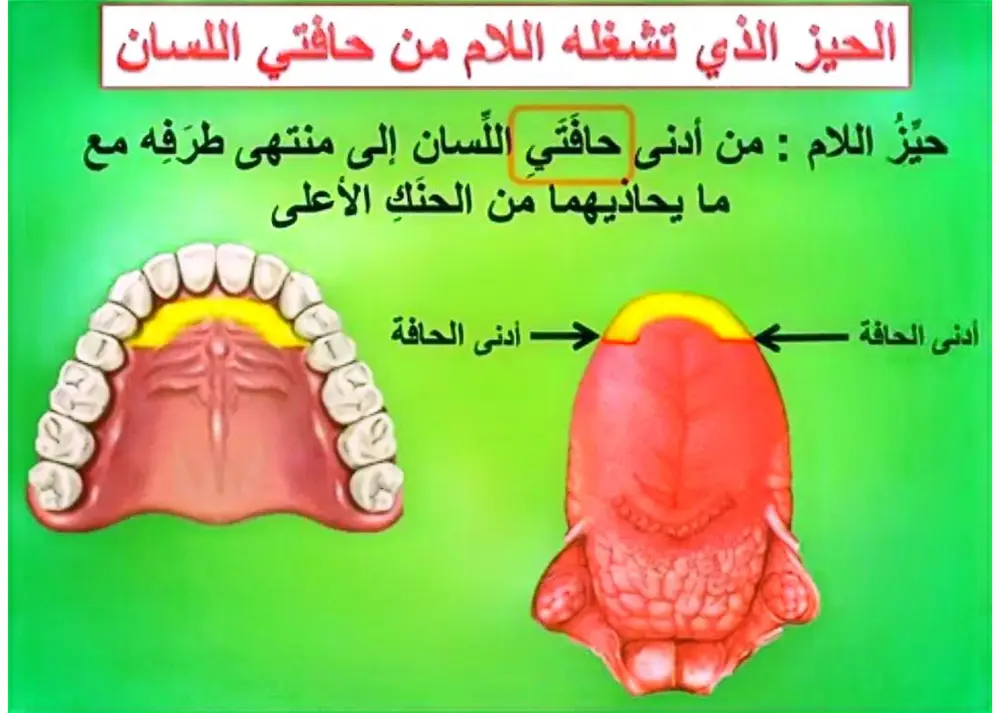 الحيز الذي تشغله اللام من حافتي اللسان
حيِّزُ اللام : من أدنى حافَتَيِ اللِّسان إلى منتهى طرَفِه مع
ما يحاذيهما من الحنَكِ الأعلى
أدنى الحافة
أدنى الحافة